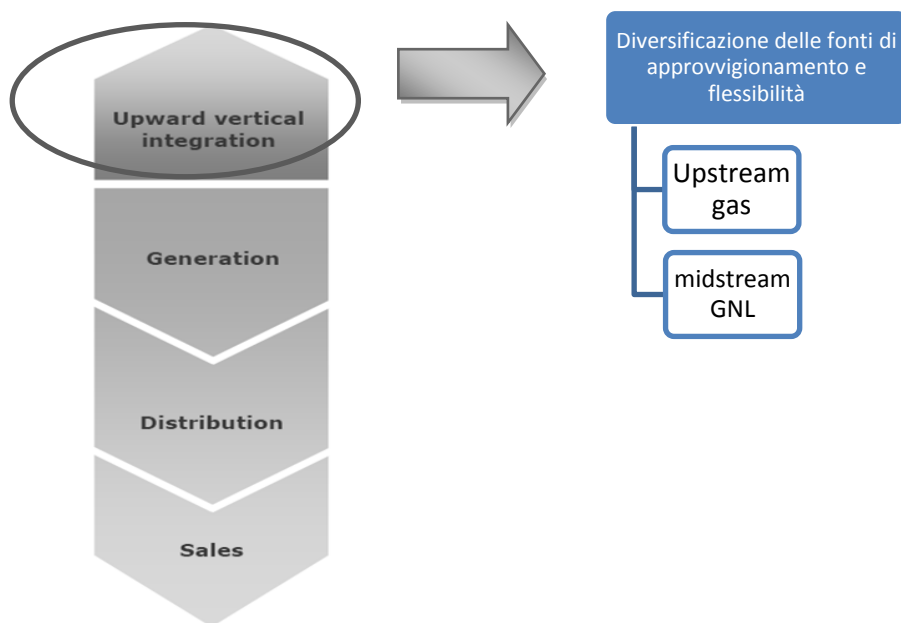 Upward vertical
integration
Generation
Distribution
Sales
Diversificazione delle fonti di
approvvigionamento e
flessibilità
Upstream
gas
midstream
GNL